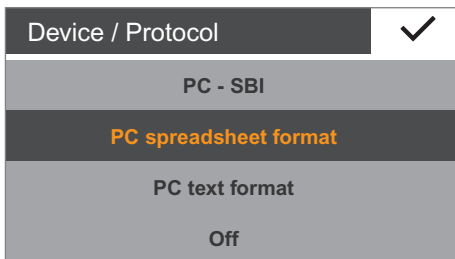 Device / Protocol
PC - SBI
PC spreadsheet format
PC text format
Off